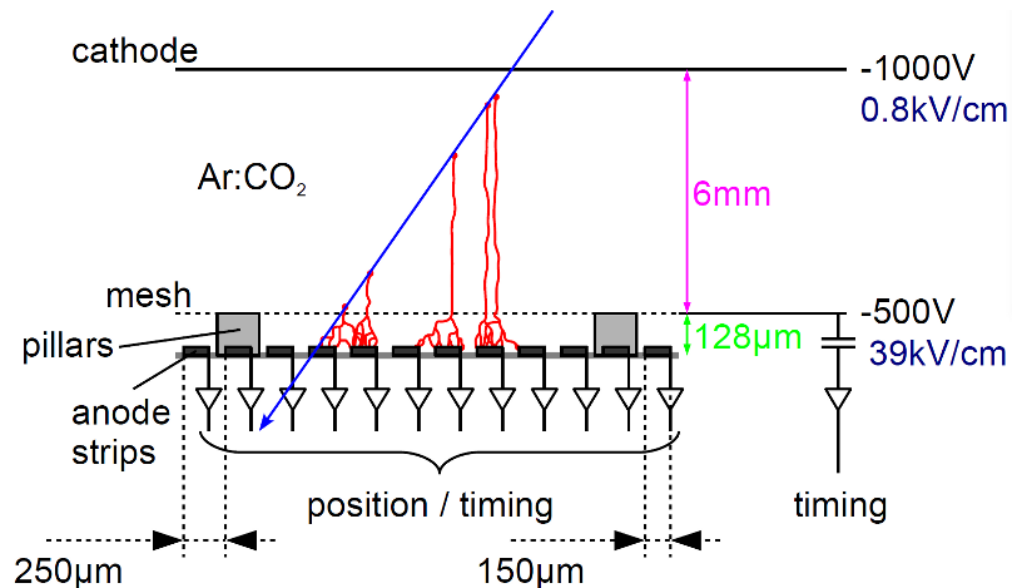 cathode
-1000V
0.8kV/cm
Ar:CO₂
6mm
mesh
-500V
pillars
128µm
39kV/cm
anode
strips
position / timing
timing
250µm
150µm